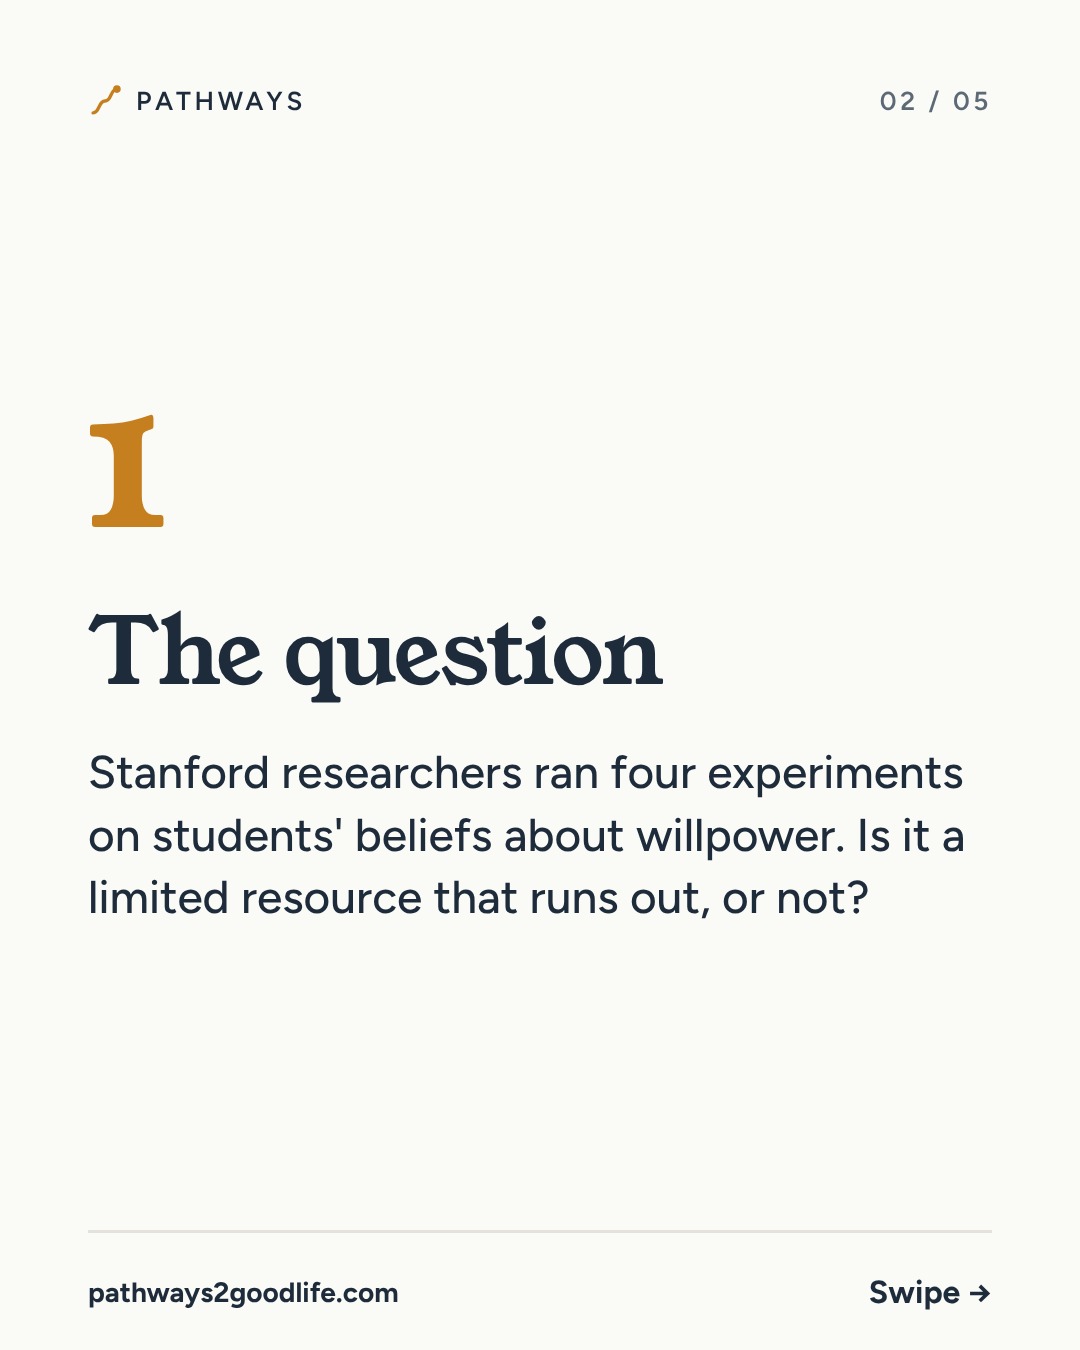 PATHWAYS
02 / 05
1
The question
Stanford researchers ran four experiments
on students' beliefs about willpower. Is it a
limited resource that runs out, or not?
pathways2goodlife.com
Swipe →